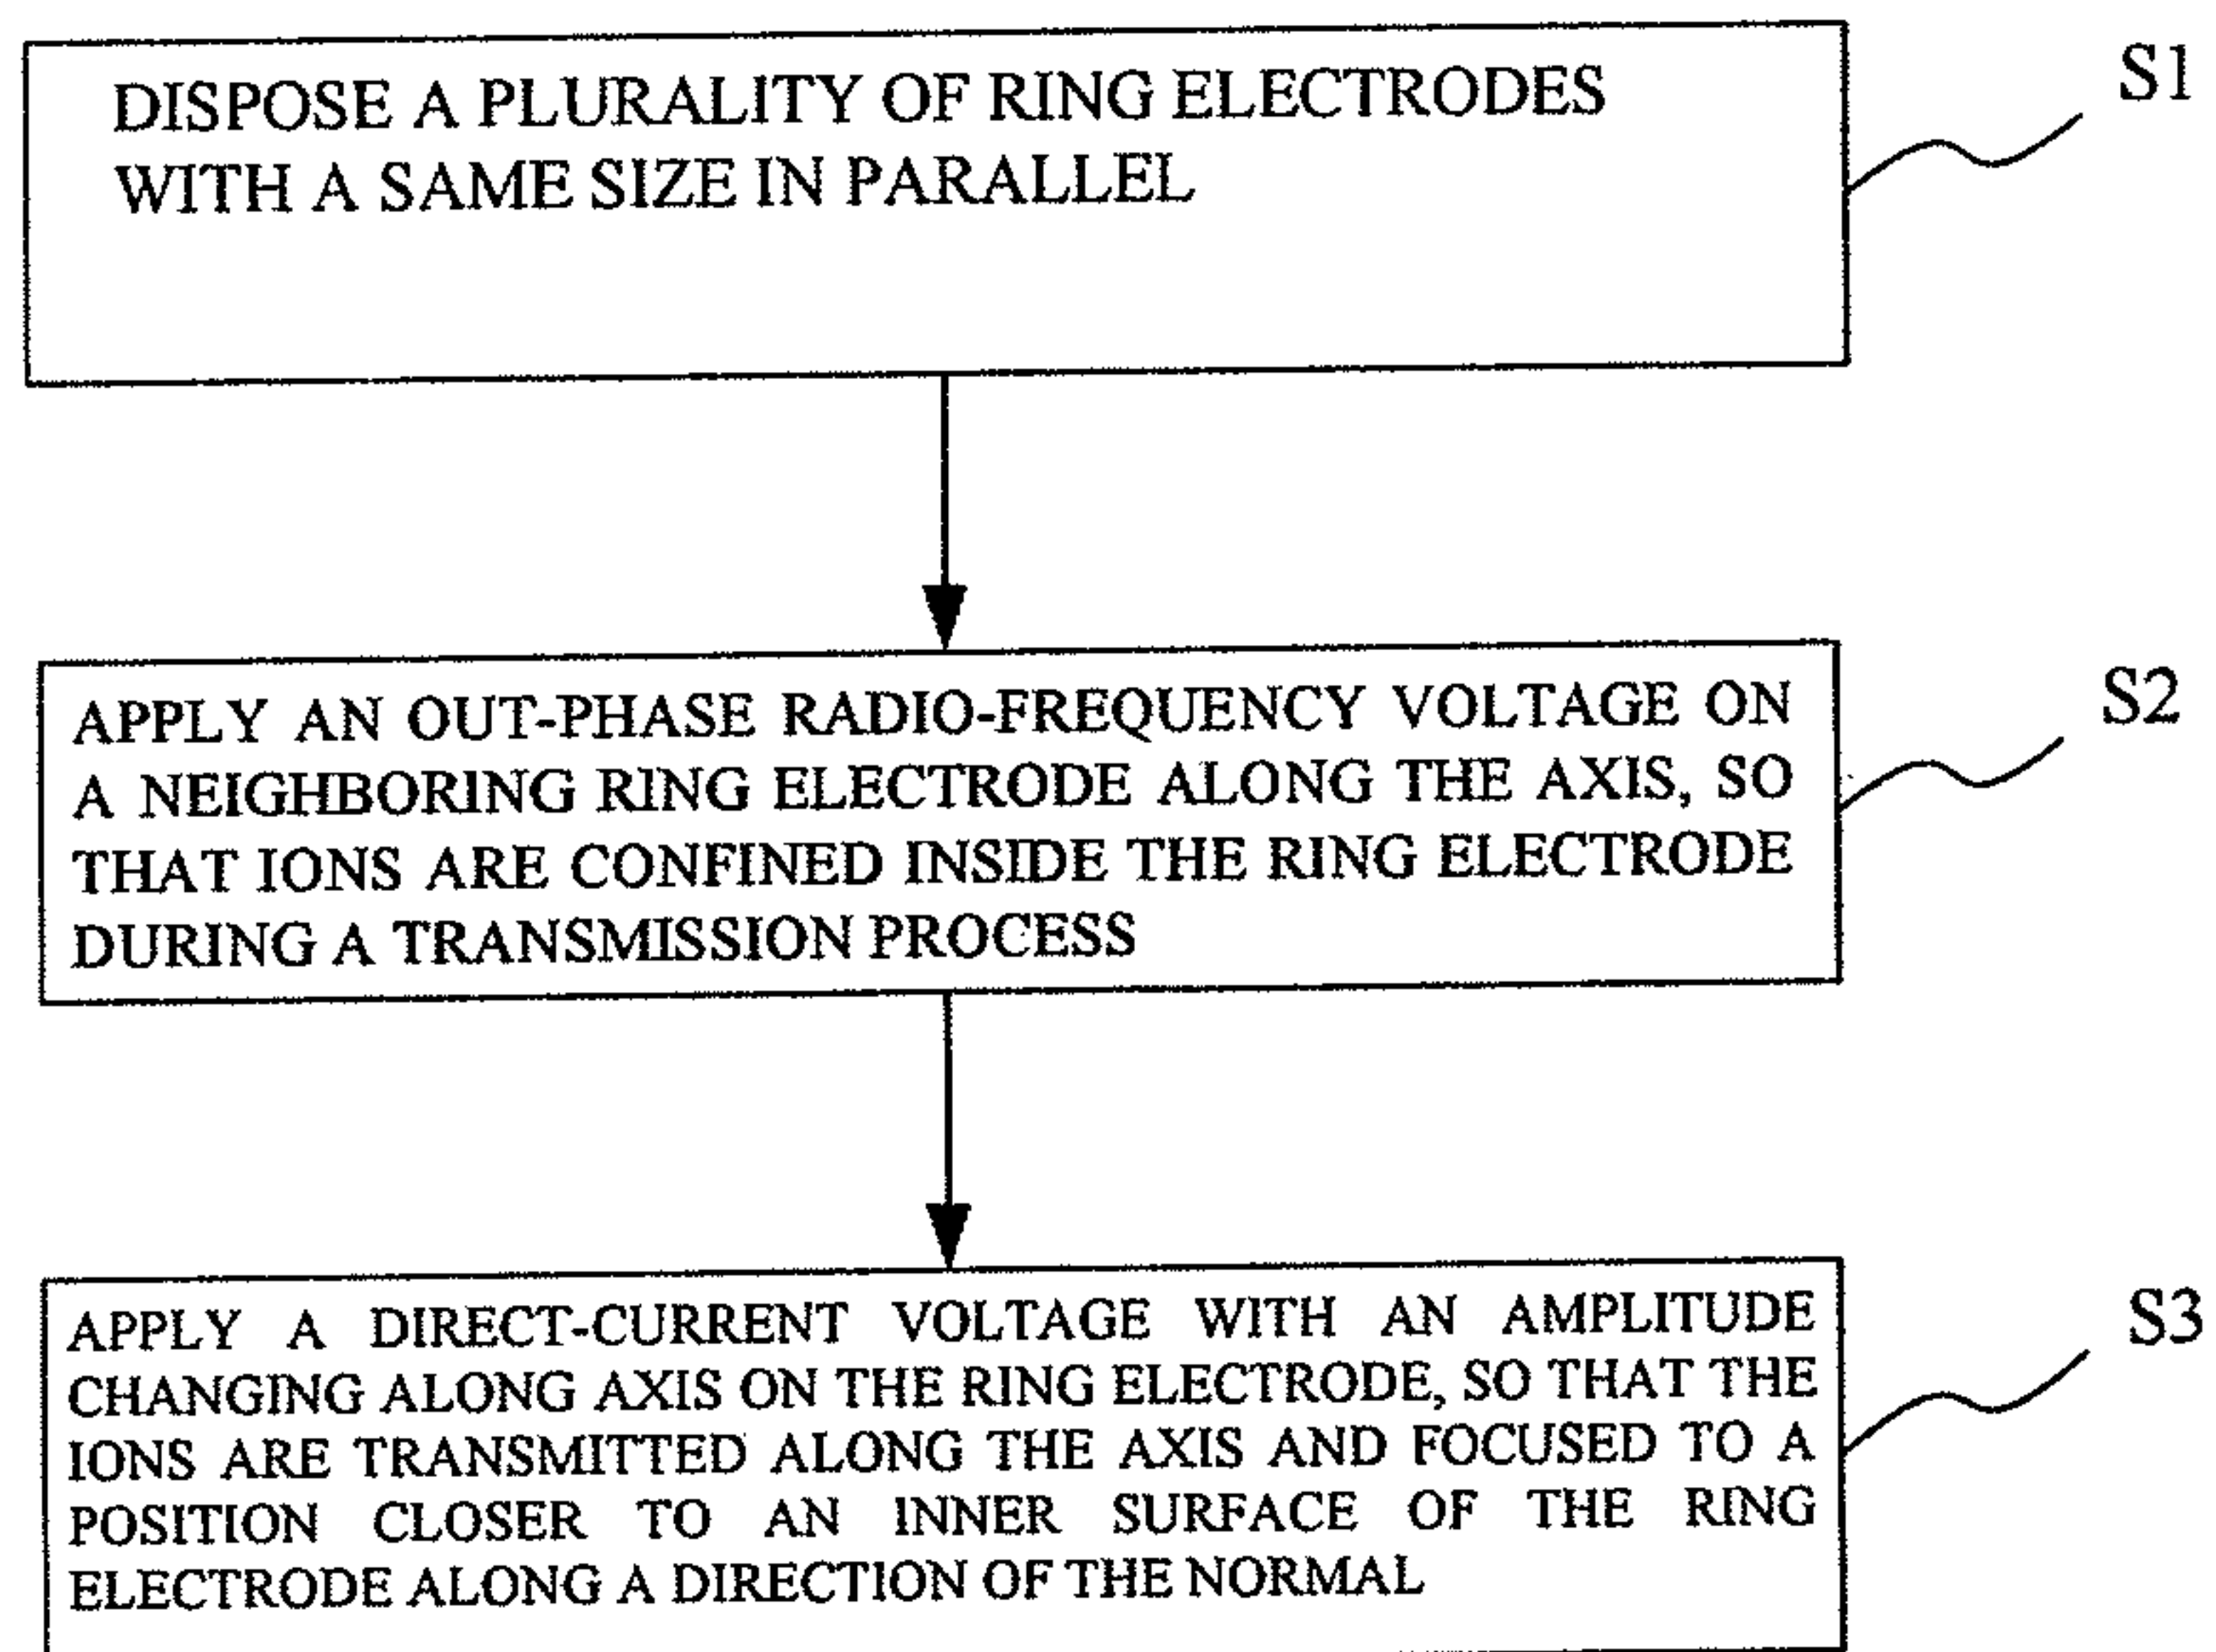 DISPOSE A PLURALITY OF RING ELECTRODES
WITH A SAME SIZE IN PARALLEL
S1
APPLY AN OUT-PHASE RADIO-FREQUENCY VOLTAGE ON
A NEIGHBORING RING ELECTRODE ALONG THE AXIS, SO
THAT IONS ARE CONFINED INSIDE THE RING ELECTRODE
DURING A TRANSMISSION PROCESS
S2
APPLY A DIRECT-CURRENT VOLTAGE WITH AN AMPLITUDE
CHANGING ALONG AXIS ON THE RING ELECTRODE, SO THAT THE
IONS ARE TRANSMITTED ALONG THE AXIS AND FOCUSED TO A
POSITION CLOSER TO AN INNER SURFACE OF THE RING
ELECTRODE ALONG A DIRECTION OF THE NORMAL
S3